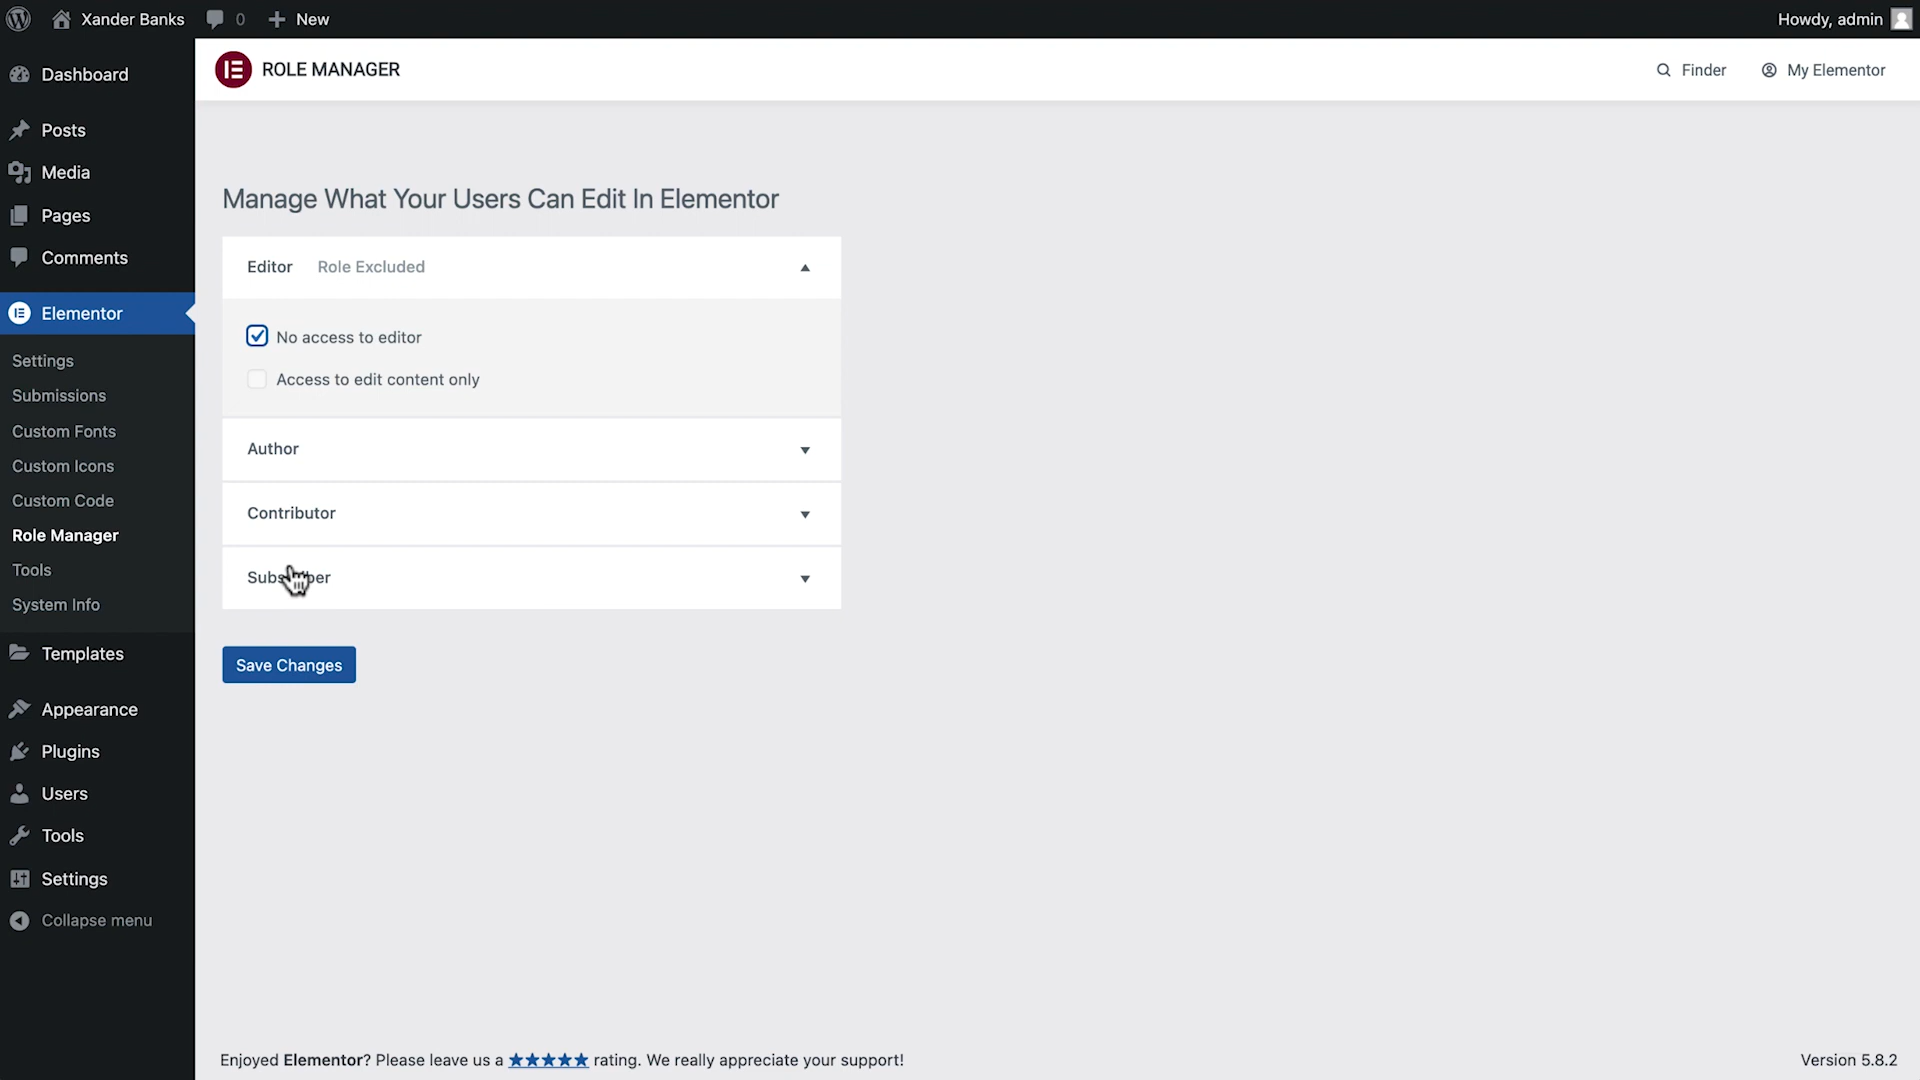 Xander Banks
0
New
Howdy, admin
Dashboard
Posts
Media
Pages
Comments
Elementor
Settings
Submissions
Custom Fonts
Custom Icons
Custom Code
Role Manager
Tools
System Info
Templates
Appearance
Plugins
Users
Tools
Settings
Collapse menu
ROLE MANAGER
Finder
My Elementor
Manage What Your Users Can Edit In Elementor
Editor Role Excluded
No access to editor
Access to edit content only
Author
Contributor
Save Changes
Enjoyed Elementor? Please leave us a ★★★★★ rating. We really appreciate your support!
Version 5.8.2